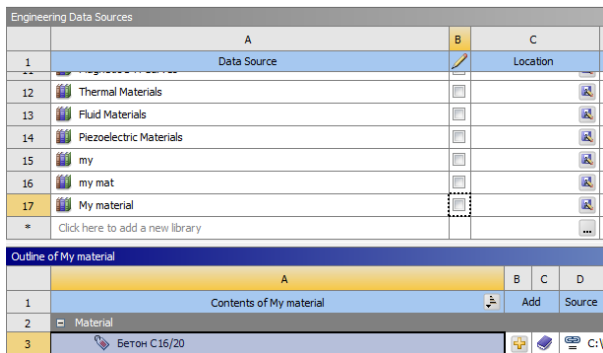 Engineering Data Sources
A B C
1 Data Source Location
12 Thermal Materials
13 Fluid Materials
14 Piezoelectric Materials
15 my
16 my mat
17 My material
* Click here to add a new library ...
Outline of My material
A B C D
1 Contents of My material Add Source
2 Material
3 Бетон C16/20 C:\